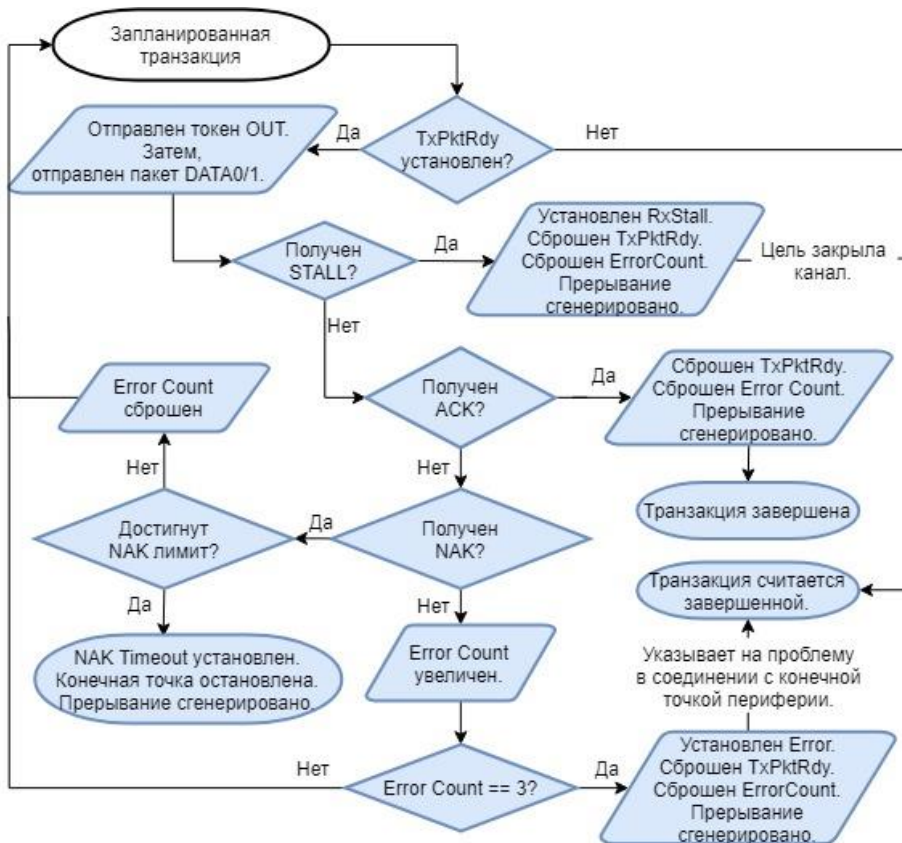 Запланированная
транзакция
TxPktRdy
установлен?
Да
Нет
Отправлен токен OUT.
Затем,
отправлен пакет DATA0/1.
Получен
STALL?
Да
Нет
Установлен RxStall.
Сброшен TxPktRdy.
Сброшен ErrorCount.
Прерывание
сгенерировано.
Цель закрыла
канал.
Получен
ACK?
Да
Нет
Сброшен TxPktRdy.
Сброшен Error Count.
Прерывание
сгенерировано.
Транзакция завершена
Error Count
сброшен
Нет
Достигнут
NAK лимит?
Да
Получен
NAK?
Да
Нет
NAK Timeout установлен.
Конечная точка остановлена.
Прерывание сгенерировано.
Error Count
увеличен.
Транзакция считается
завершенной.
Указывает на проблему
в соединении с конечной
точкой периферии.
Нет
Error Count == 3?
Да
Установлен Error.
Сброшен TxPktRdy.
Сброшен ErrorCount.
Прерывание
сгенерировано.